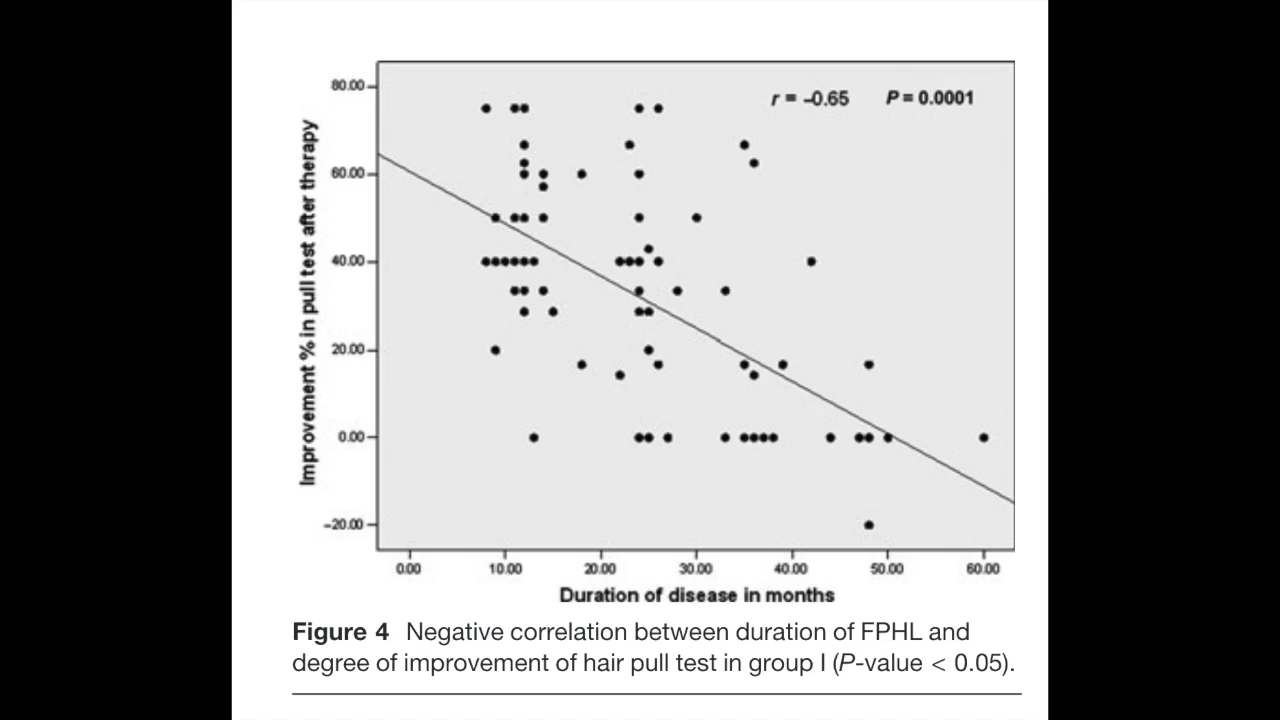 r = –0.65 P = 0.0001
Improvement % in pull test after therapy
80.00
60.00
40.00
20.00
0.00
–20.00
0.00 10.00 20.00 30.00 40.00 50.00 60.00
Duration of disease in months
Figure 4 Negative correlation between duration of FPHL and
degree of improvement of hair pull test in group I (P-value < 0.05).